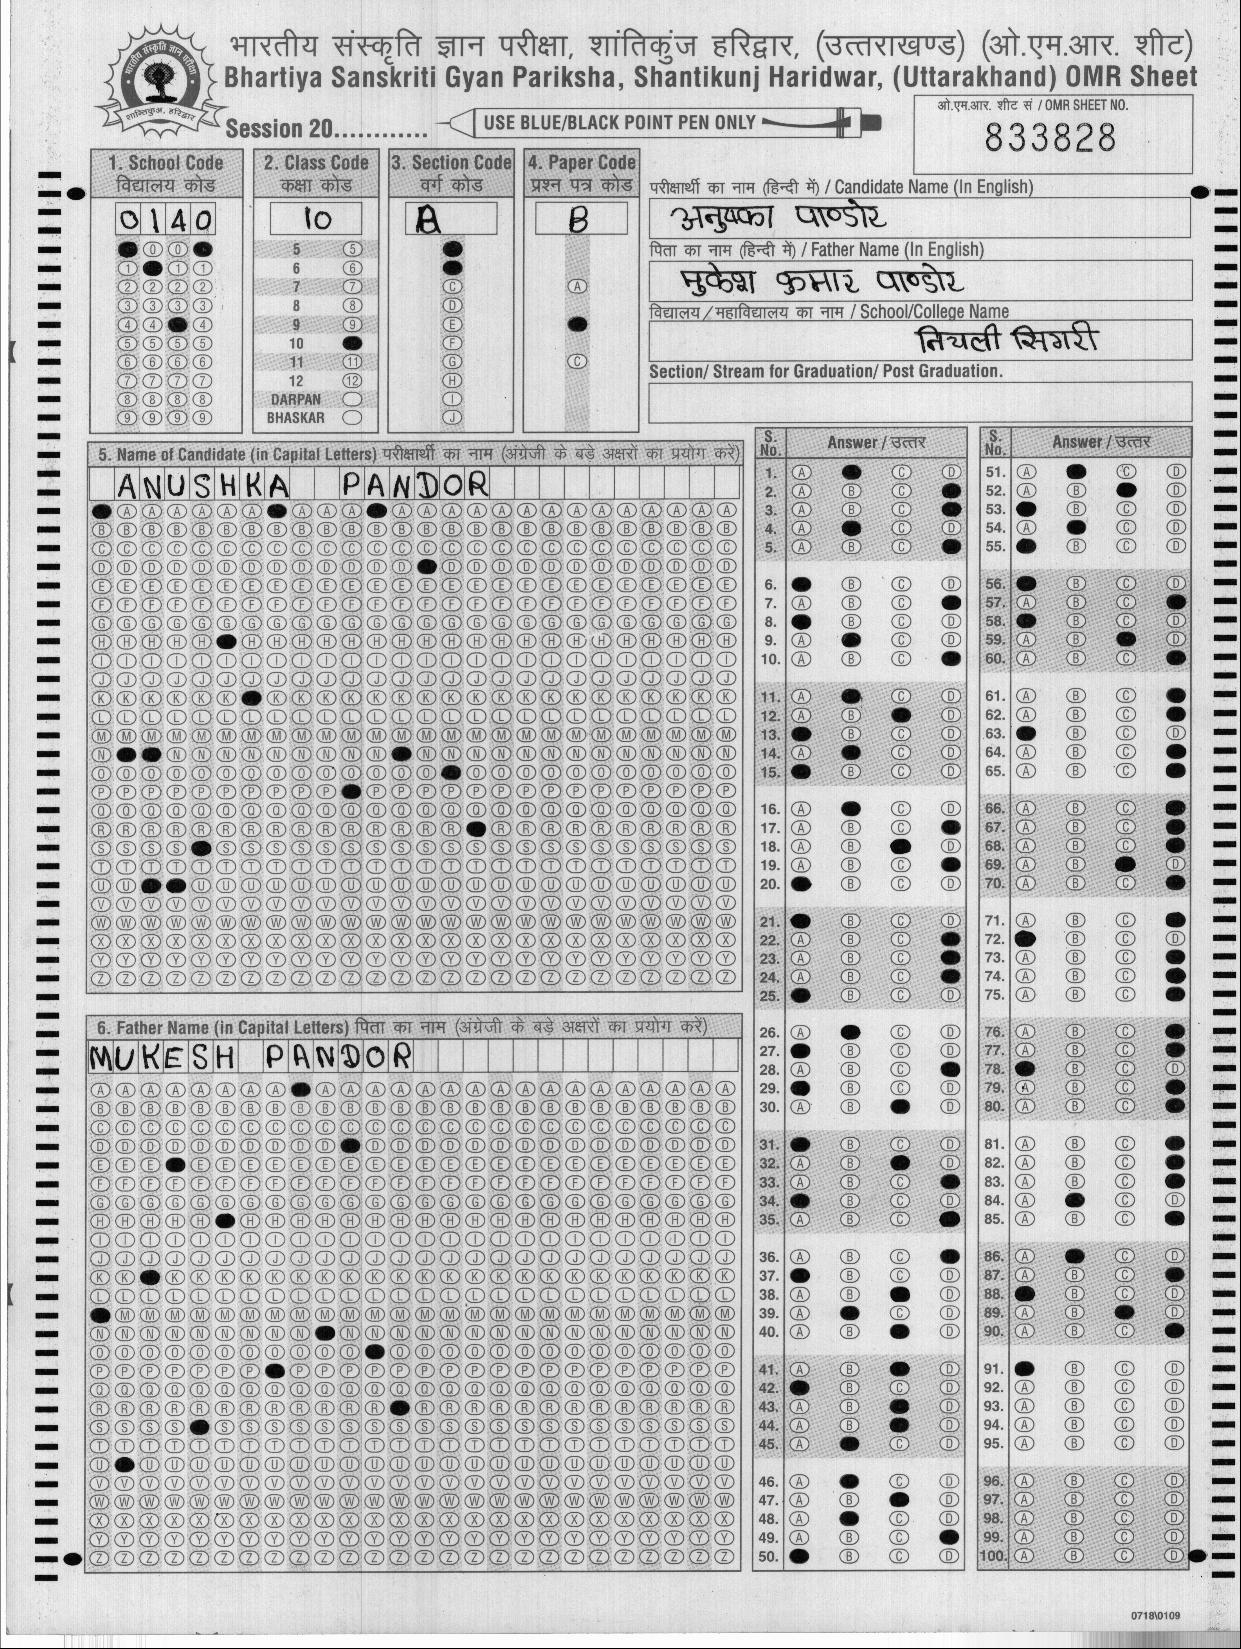 भारतीय संस्कृति ज्ञान परीक्षा, शांतिकुंज हरिद्वार, (उत्तराखण्ड) (ओ.एम.आर. शीट)
Bhartiya Sanskriti Gyan Pariksha, Shantikunj Haridwar, (Uttarakhand) OMR Sheet
Session 20............
USE BLUE/BLACK POINT PEN ONLY
ओ.एम.आर. शीट सं / OMR SHEET NO.
833828
1. School Code
विद्यालय कोड
0140
2. Class Code
कक्षा कोड
10
5
6
7
8
9
10
11
12
DARPAN
BHASKAR
3. Section Code
वर्ग कोड
A
4. Paper Code
प्रश्न पत्र कोड
B
परीक्षार्थी का नाम (हिन्दी में) / Candidate Name (In English)
पाण्डोर
पिता का नाम (हिन्दी में) / Father Name (In English)
मुकेश कुमार पाण्डोर
विद्यालय/महाविद्यालय का नाम / School/College Name
निचली सिगरी
Section/ Stream for Graduation/ Post Graduation.
5. Name of Candidate (in Capital Letters) परीक्षार्थी का नाम (अंग्रेजी के बड़े अक्षरों का प्रयोग करें)
ANUSHKA PANDOR
6. Father Name (in Capital Letters) पिता का नाम (अंग्रेजी के बड़े अक्षरों का प्रयोग करें)
MUKESH PANDOR
S. No. Answer / उत्तर
S. No. Answer / उत्तर
0718\0109